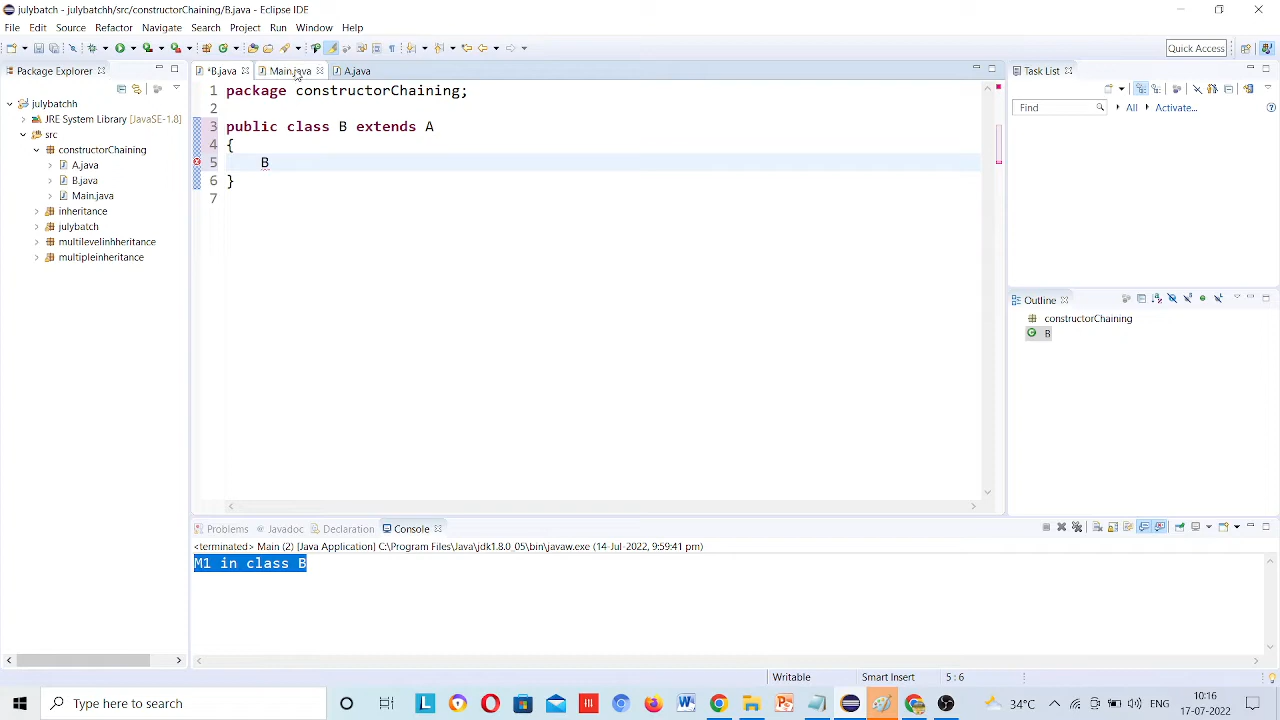 julybatch - julybatchh/src/constructorChaining/B.java - Eclipse IDE
File Edit Source Refactor Navigate Search Project Run Window Help
Quick Access
Package Explorer
julybatchh
JRE System Library [JavaSE-1.8]
src
constructorChaining
A.java
B.java
Main.java
inheritance
julybatch
multilevelinhheritance
multipleinheritance
*B.java
Main.java
A.java
1 package constructorChaining;
2
3 public class B extends A
4 {
5 B
6 }
7
Task List
Find
All
Activate...
Outline
constructorChaining
B
Problems
Javadoc
Declaration
Console
<terminated> Main (2) [Java Application] C:\Program Files\Java\jdk1.8.0_05\bin\javaw.exe (14-Jul-2022, 9:59:41 pm)
M1 in class B
Writable
Smart Insert
5 : 6
Type here to search
34°C
ENG
10:16
17-07-2022